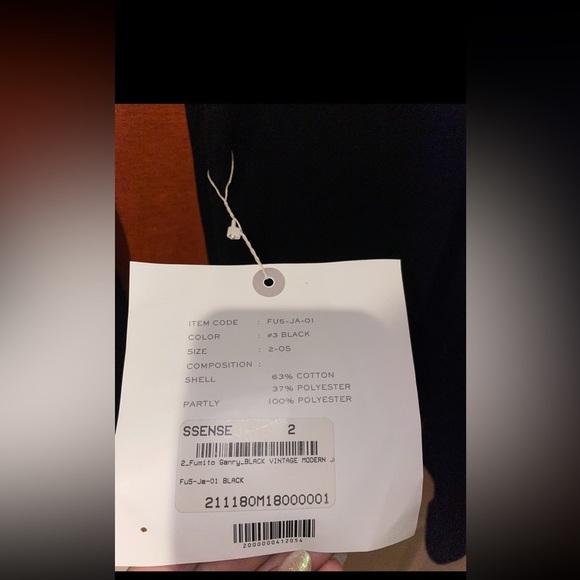 ITEM CODE : FU5-JA-01
COLOR : #3 BLACK
SIZE : 2-OS
COMPOSITION :
SHELL 63% COTTON
37% POLYESTER
PARTLY 100% POLYESTER
SSENSE 2
2_Fumito Ganry_BLACK VINTAGE MODERN J
Fu5-Ja-01 BLACK
211180M18000001
2000000412054